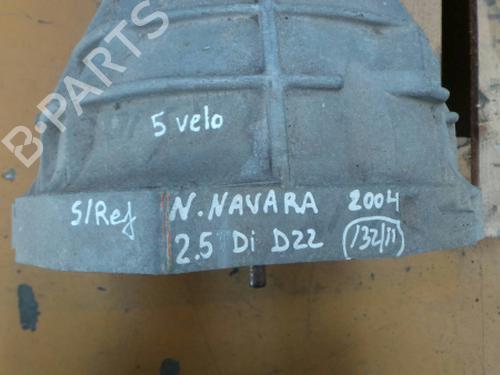 B-PARTS
5 velo
S/Ref N.NAVARA 2004
2.5 Di D22 132/11